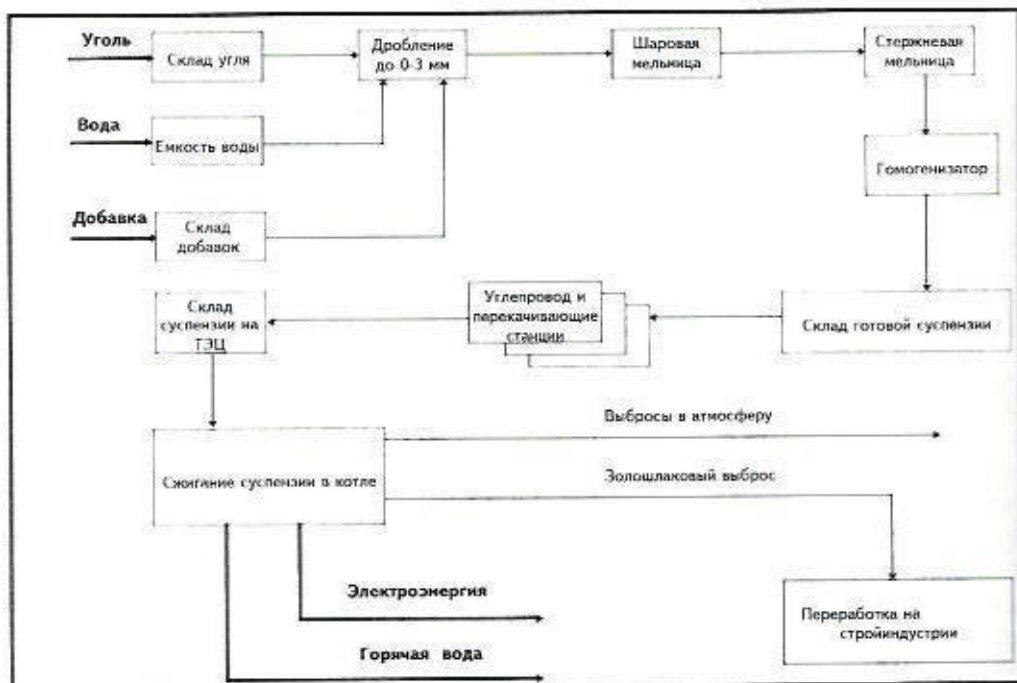 Уголь
Склад угля
Дробление
до 0-3 мм
Шаровая
мельница
Стержневая
мельница
Вода
Емкость воды
Гомогенизатор
Добавка
Склад
добавок
Склад
суспензии на
ТЭЦ
Углепровод и
перекачивающие
станции
Склад готовой суспензии
Выбросы в атмосферу
Сжигание суспензии в котле
Золошлаковый выброс
Электроэнергия
Переработка на
стройиндустрии
Горячая вода